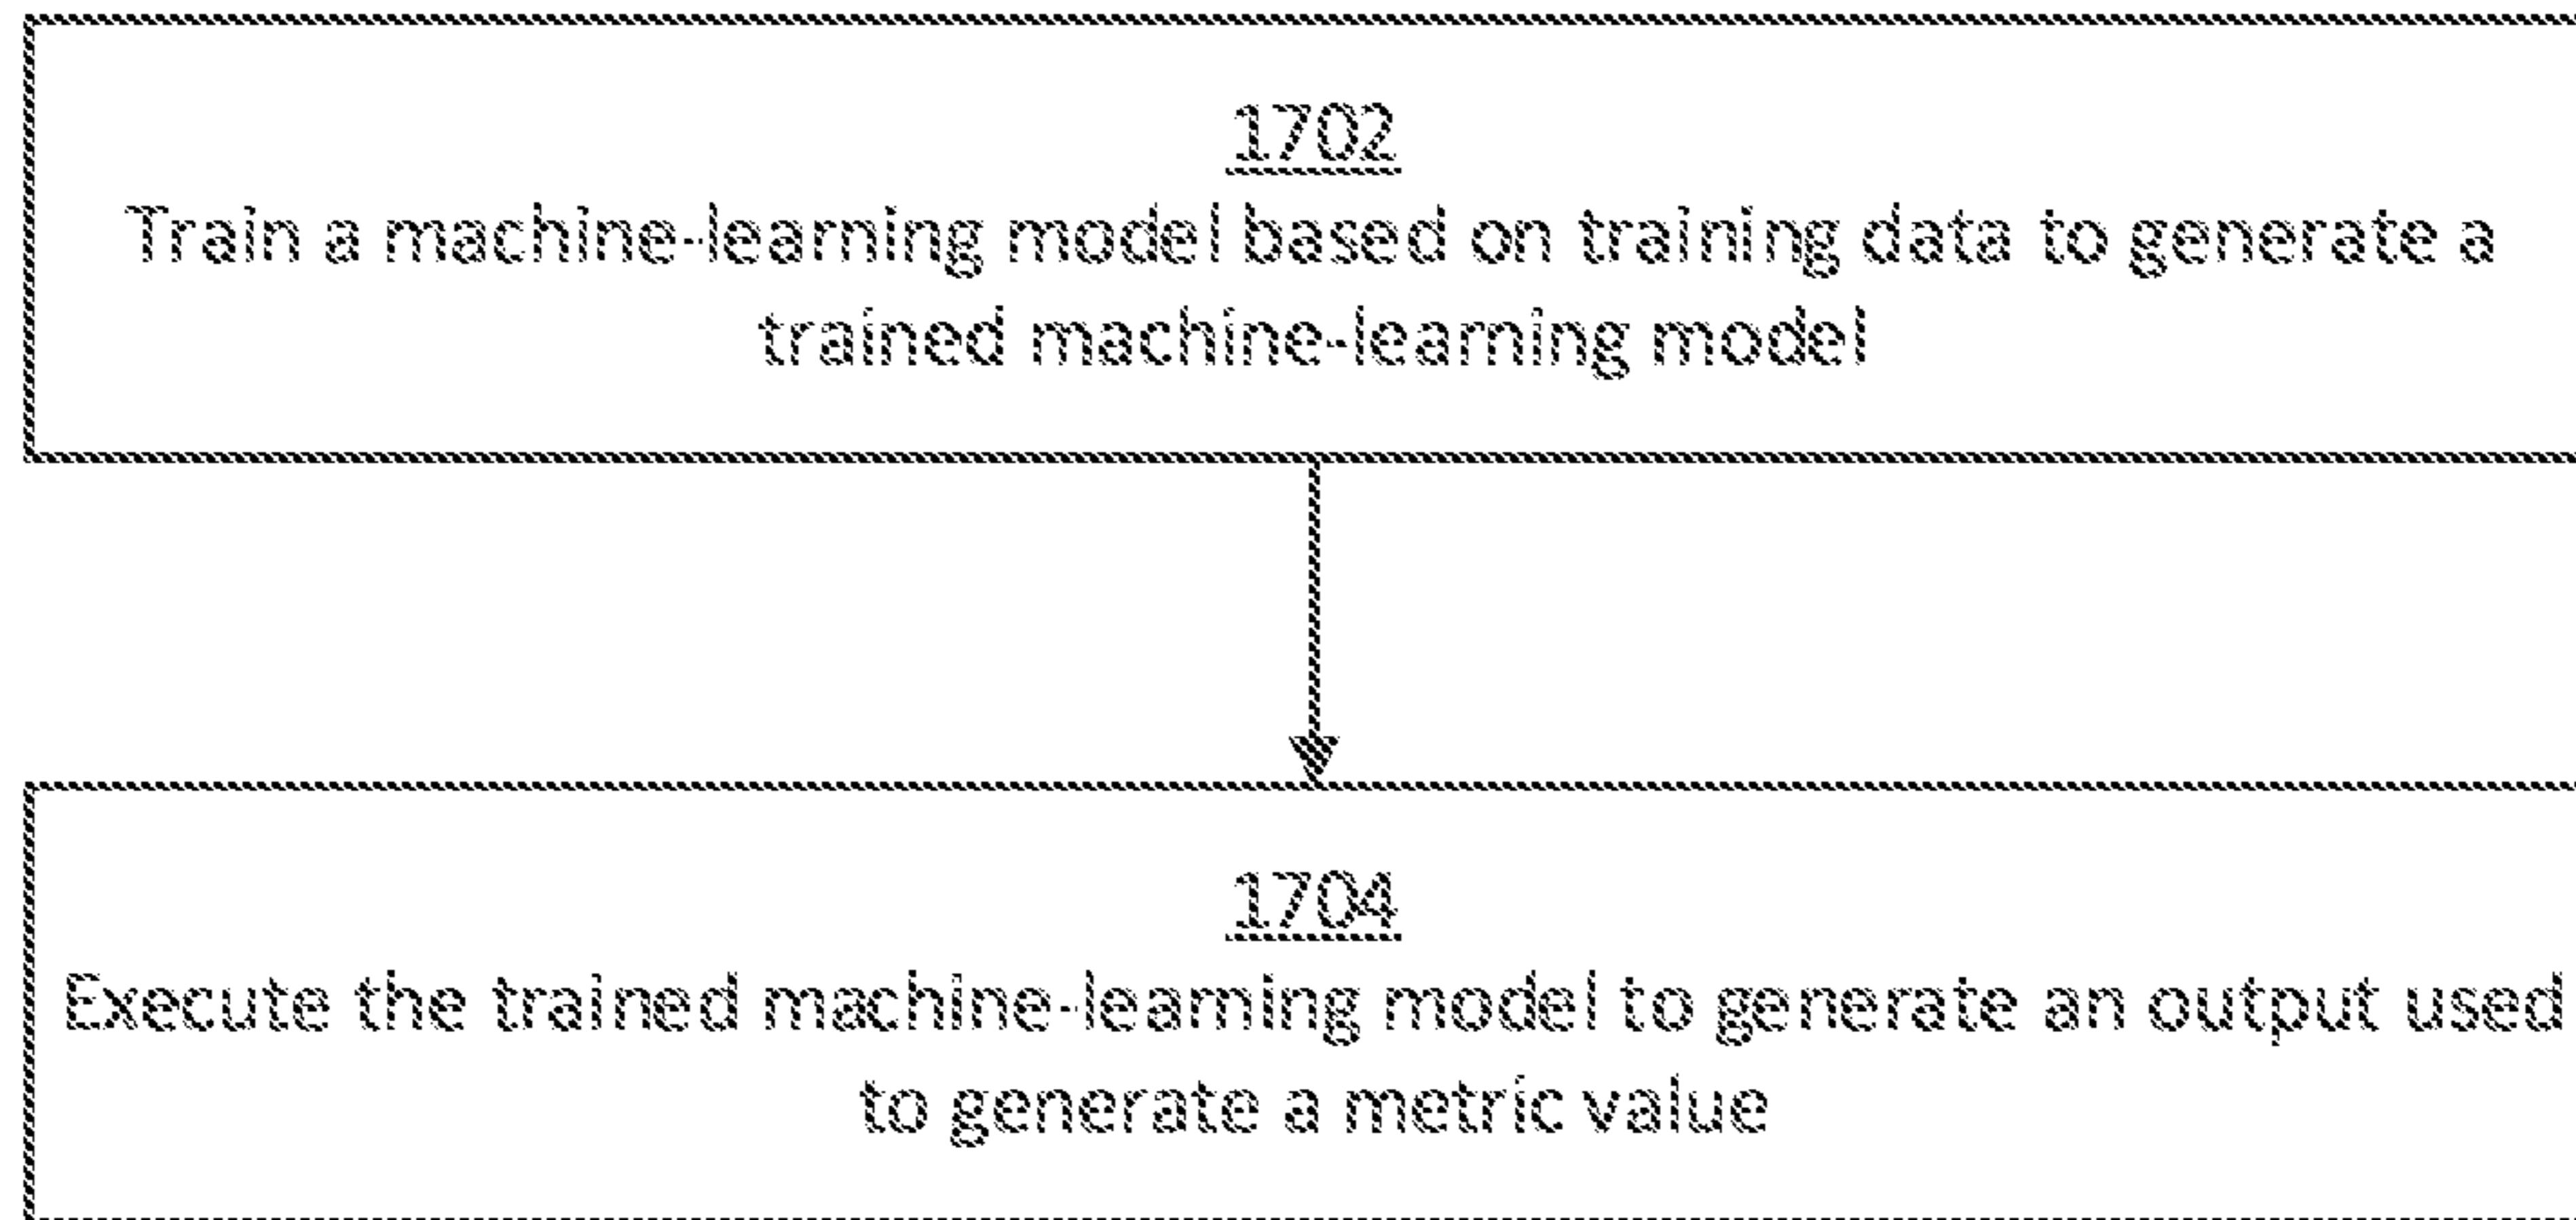 1702
Train a machine-learning model based on training data to generate a
trained machine-learning model
1704
Execute the trained machine-learning model to generate an output used
to generate a metric value